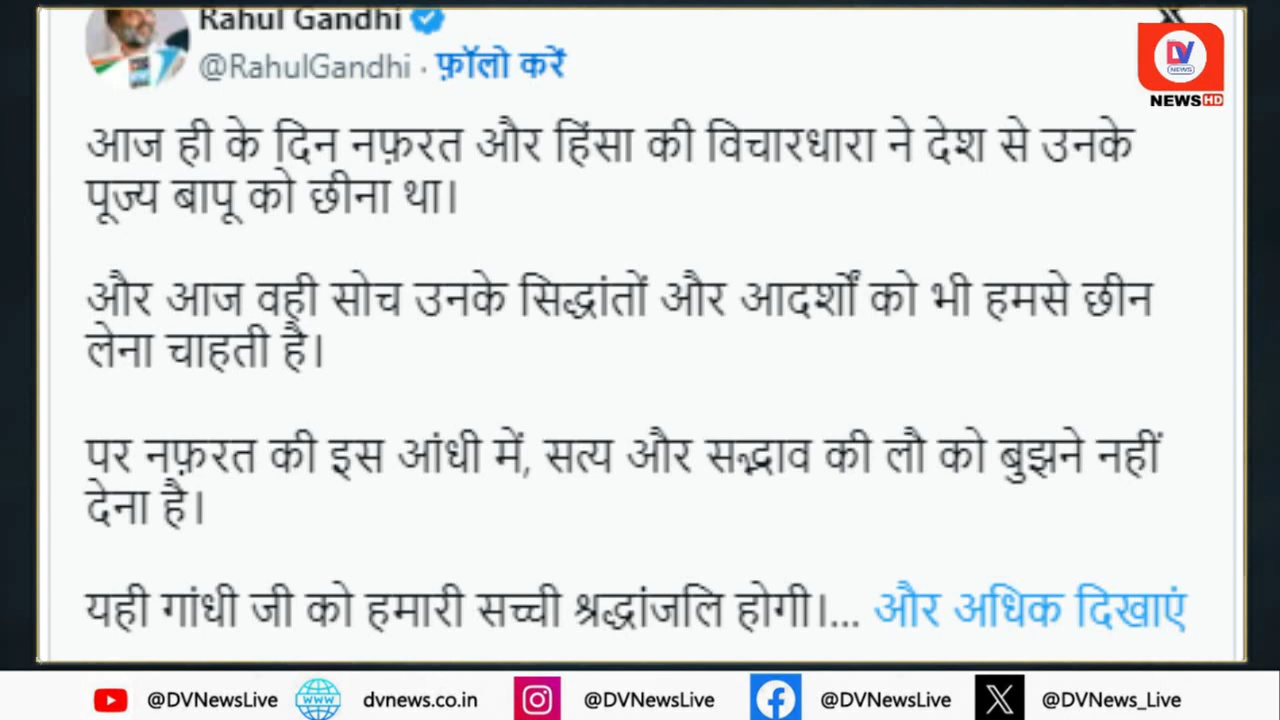 Rahul Gandhi
@RahulGandhi · फ़ॉलो करें
DV
NEWS
NEWS HD
आज ही के दिन नफ़रत और हिंसा की विचारधारा ने देश से उनके
पूज्य बापू को छीना था।
और आज वही सोच उनके सिद्धांतों और आदर्शों को भी हमसे छीन
लेना चाहती है।
पर नफ़रत की इस आंधी में, सत्य और सद्भाव की लौ को बुझने नहीं
देना है।
यही गांधी जी को हमारी सच्ची श्रद्धांजलि होगी।... और अधिक दिखाएं
@DVNewsLive www dvnews.co.in @DVNewsLive @DVNewsLive @DVNews_Live